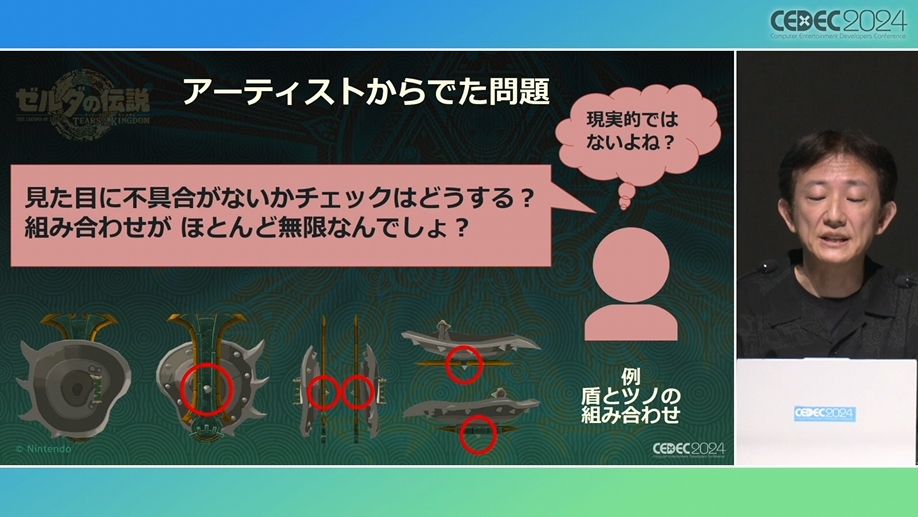 CEDEC2024
Computer Entertainment Developers Conference
ゼルダの伝説
TEARS OF THE KINGDOM
アーティストからでた問題
現実的では
ないよね？
見た目に不具合がないかチェックはどうする？
組み合わせが ほとんど無限なんでしょ？
例
盾とツノの
組み合わせ
© Nintendo
CEDEC2024
CEDEC2024